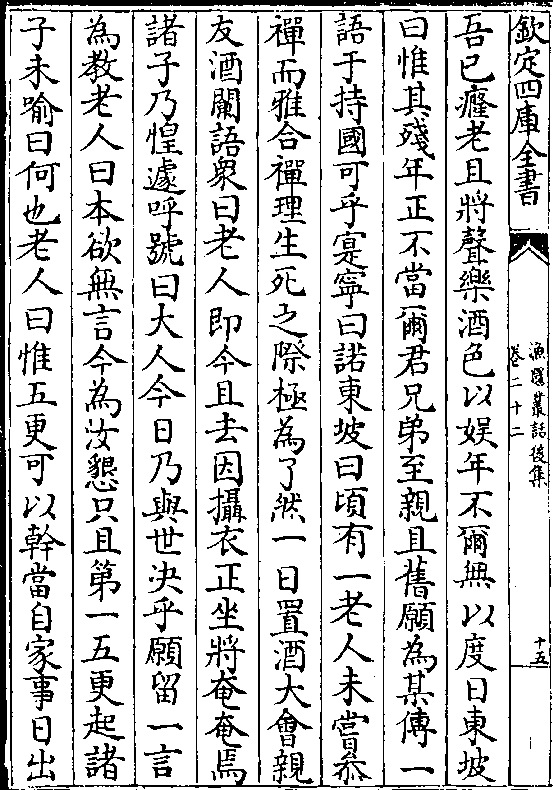 欽定四庫全書
漁隱叢話後集
卷二十二
十五
吾已癃老且將聲樂酒色以娱年不爾無以度日東坡
曰惟其殘年正不當爾君兄弟至親且舊願為某傳一
語于持國可乎寔寧曰諾東坡曰頃有一老人未嘗叅
禪而雅合禪理生死之際極為了然一日置酒大會親
友酒闌語衆曰老人即今且去因攝衣正坐將奄奄焉
諸子乃惶遽呼號曰大人今日乃與世决乎願留一言
為教老人曰本欲無言今為汝懇只且第一五更起諸
子未喻曰何也老人曰惟五更可以幹當自家事日出